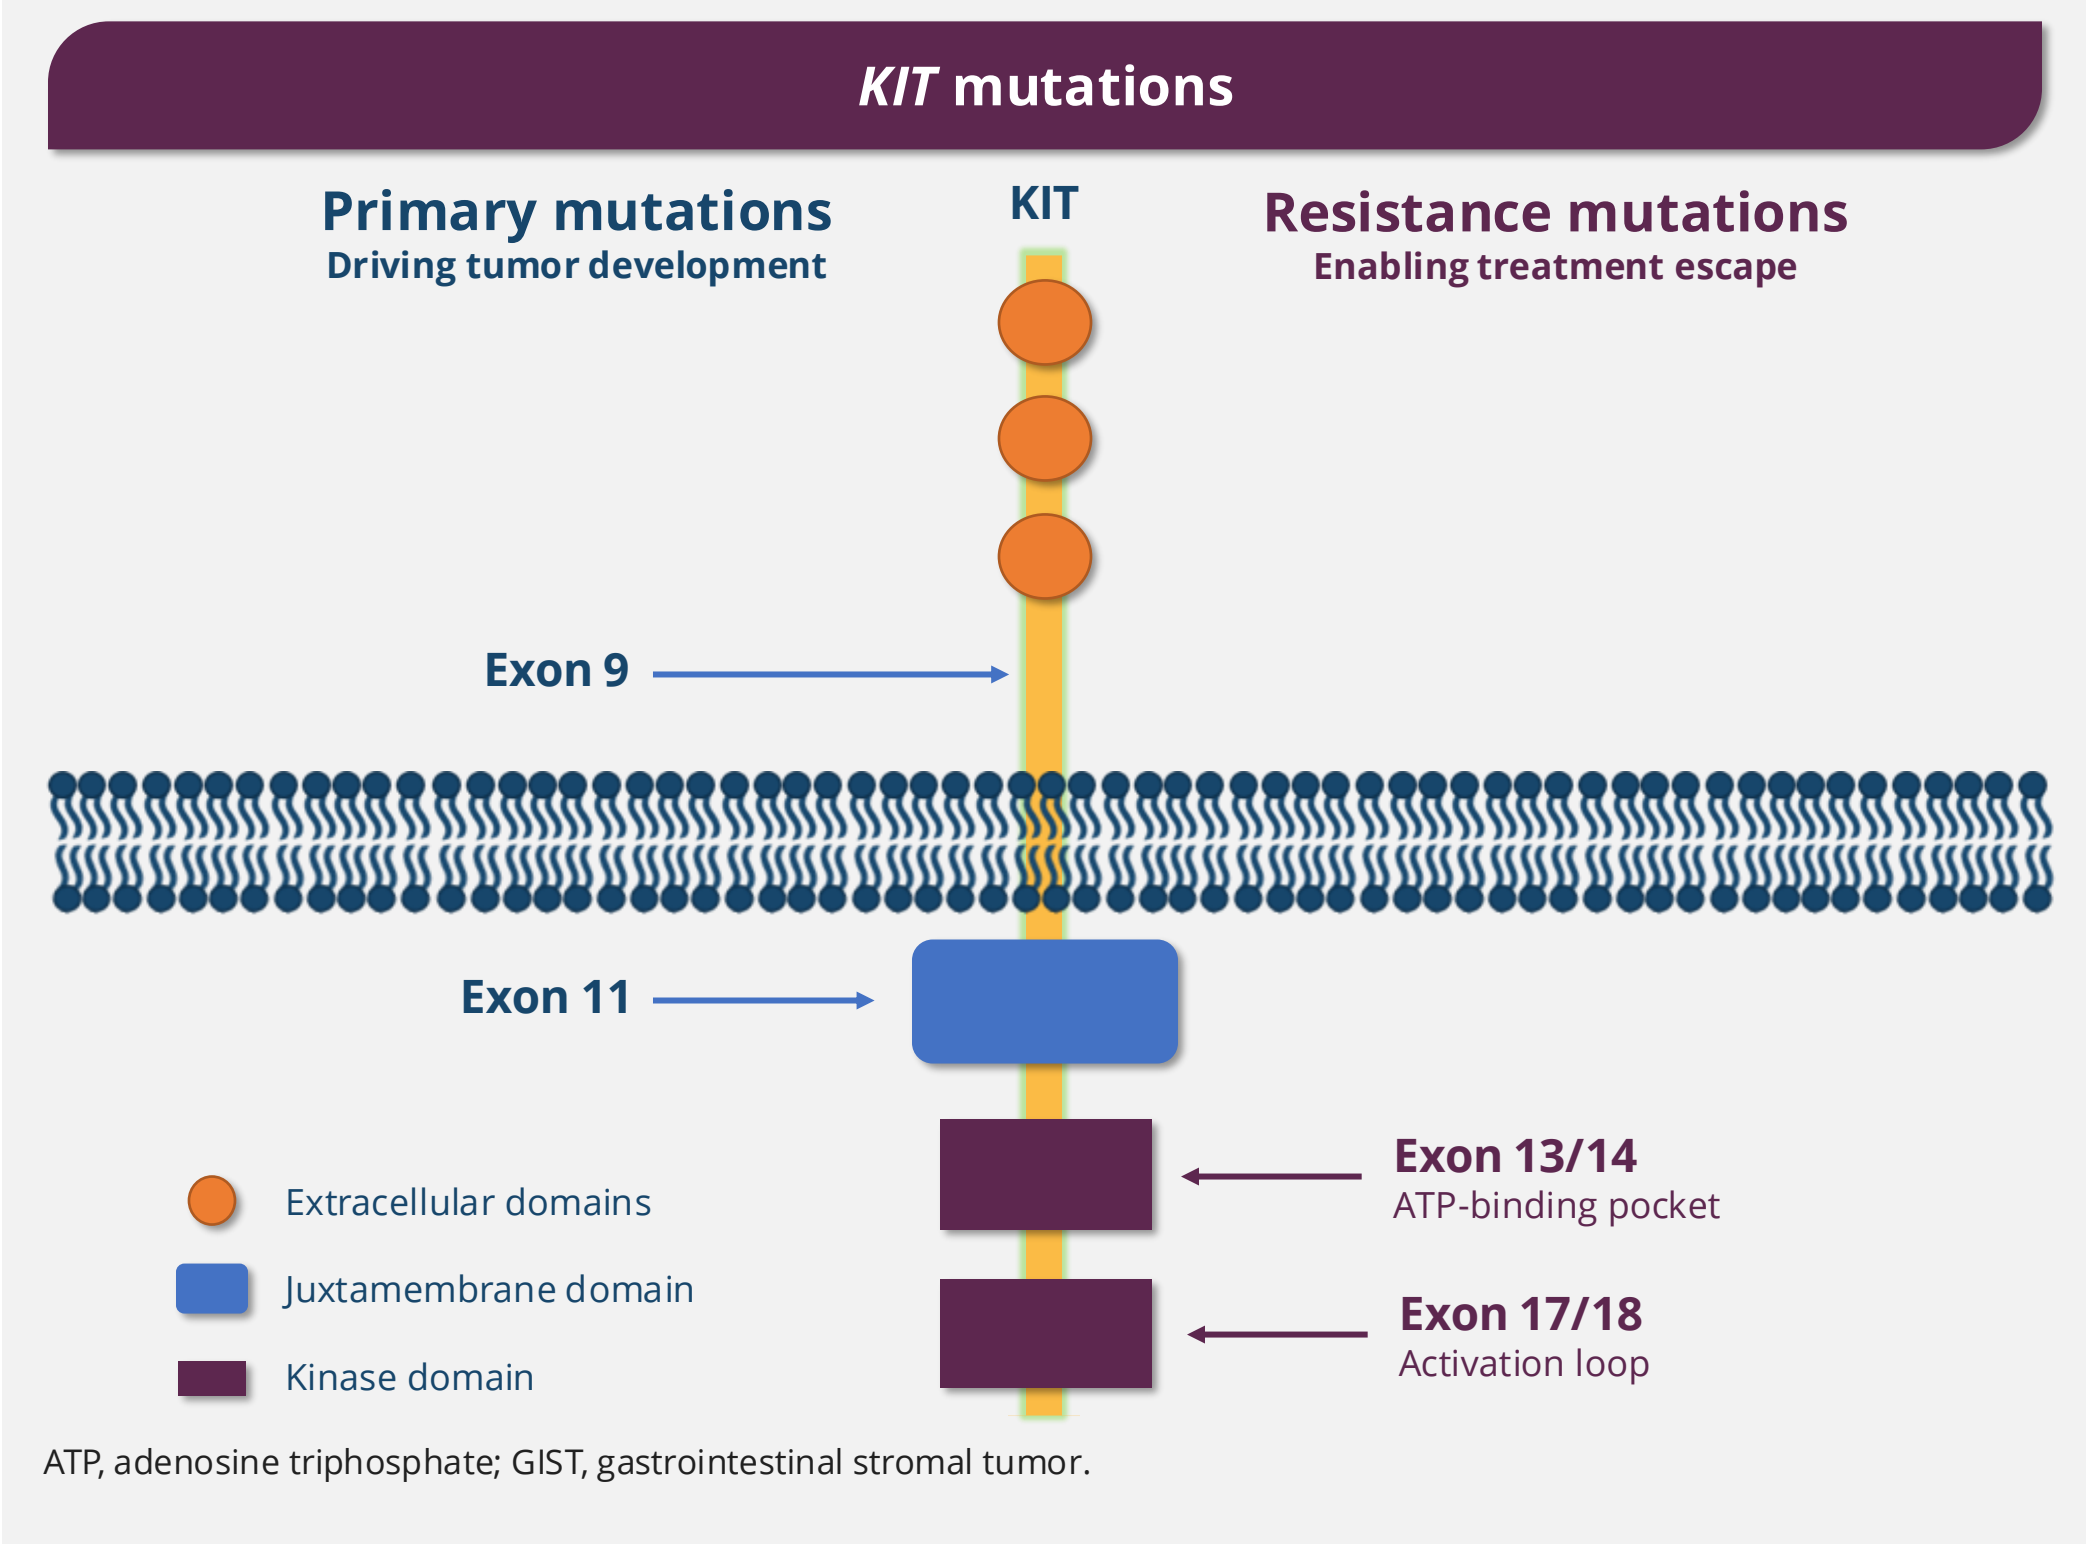 KIT mutations
Primary mutations
Driving tumor development
KIT
Resistance mutations
Enabling treatment escape
Exon 9
Exon 11
Exon 13/14
ATP-binding pocket
Exon 17/18
Activation loop
Extracellular domains
Juxtamembrane domain
Kinase domain
ATP, adenosine triphosphate; GIST, gastrointestinal stromal tumor.